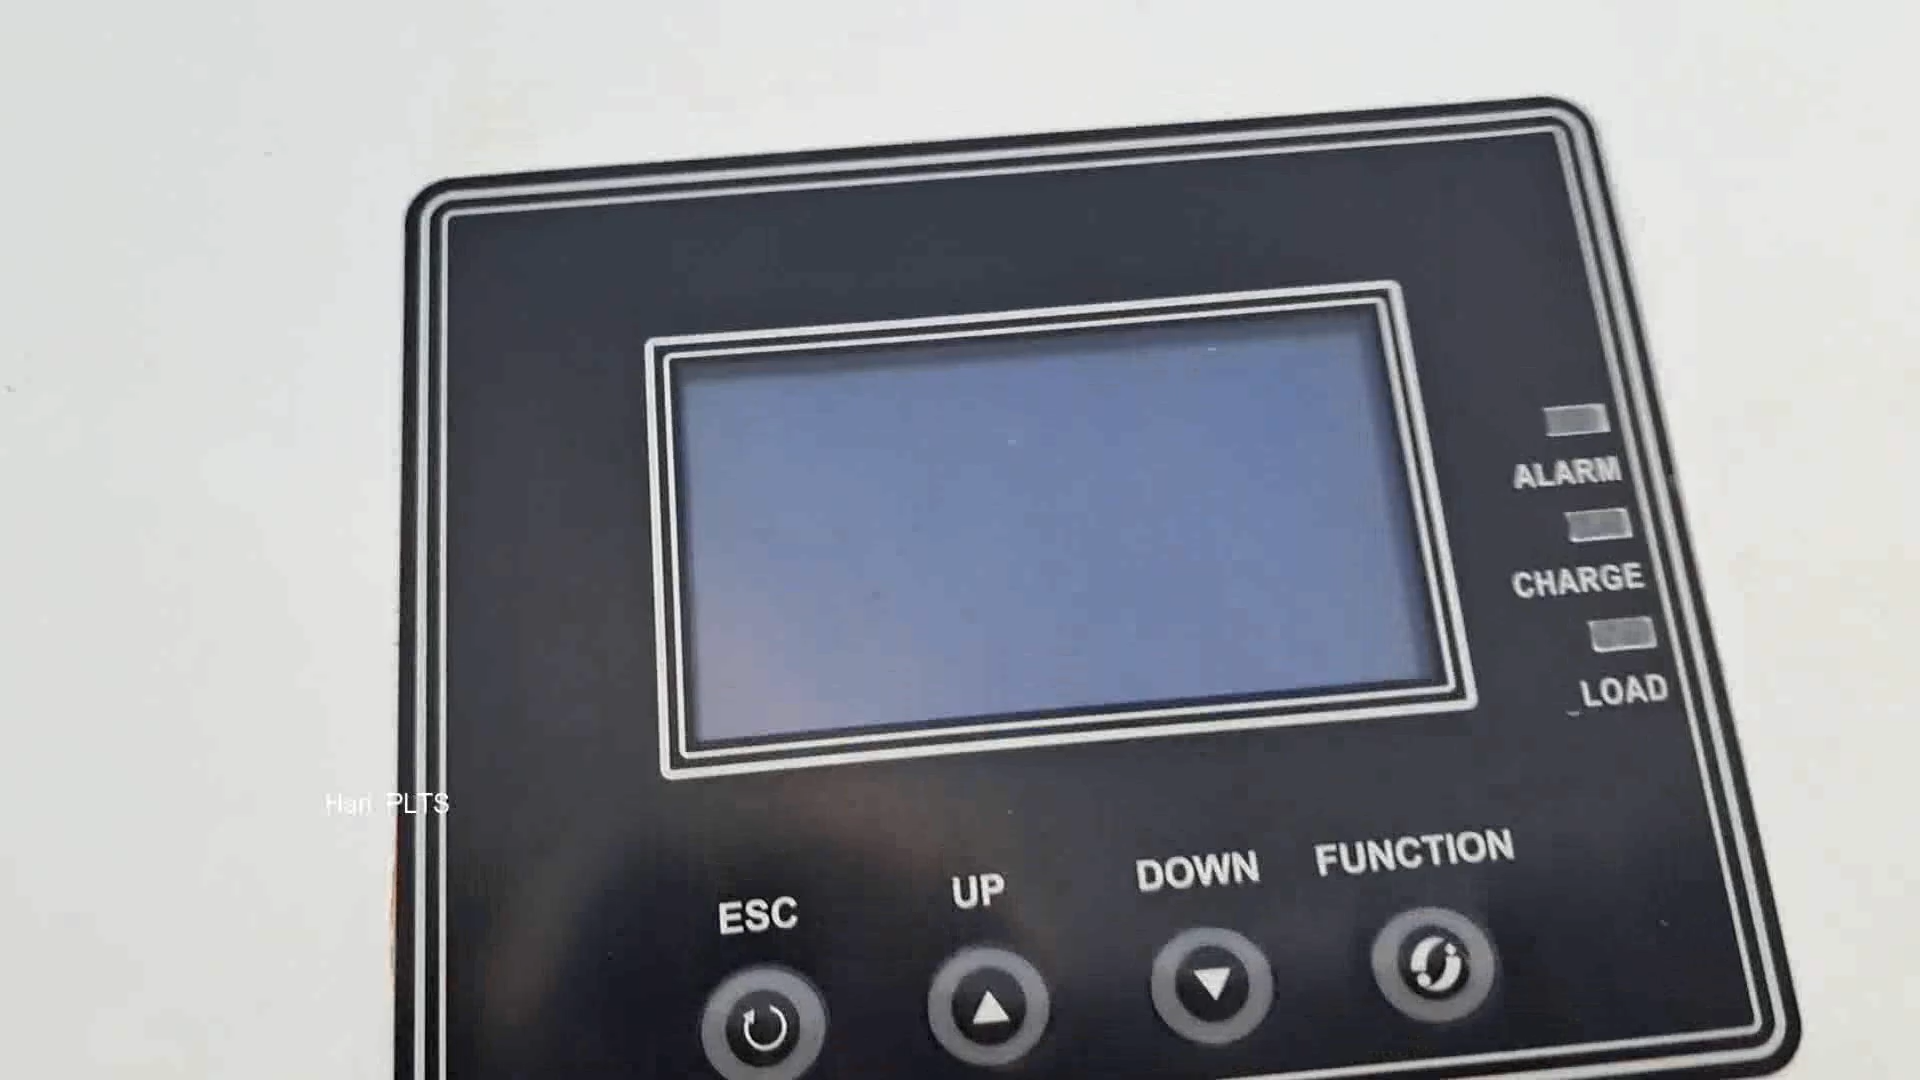 ALARM
CHARGE
LOAD
Hari PLTS
ESC
UP
DOWN
FUNCTION